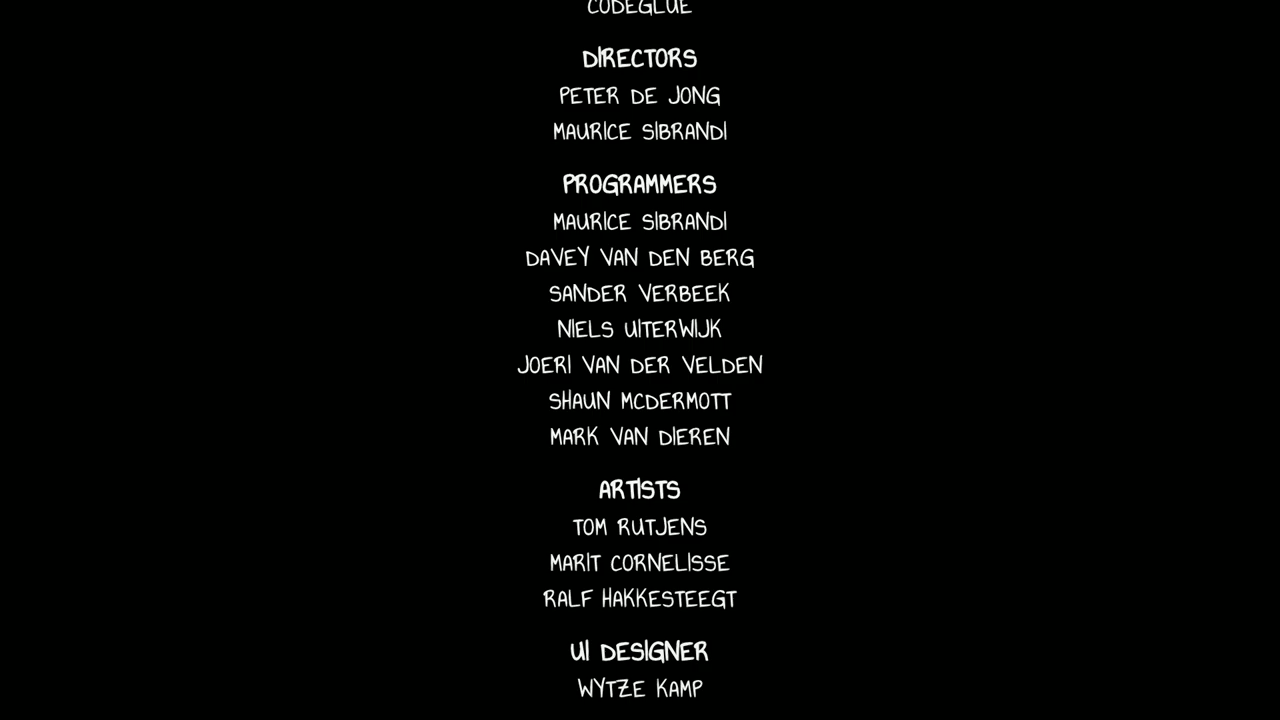 CODEGLUE
DIRECTORS
PETER DE JONG
MAURICE SIBRANDI
PROGRAMMERS
MAURICE SIBRANDI
DAVEY VAN DEN BERG
SANDER VERBEEK
NIELS UITERWIJK
JOERI VAN DER VELDEN
SHAUN MCDERMOTT
MARK VAN DIEREN
ARTISTS
TOM RUTJENS
MARIT CORNELISSE
RALF HAKKESTEEGT
UI DESIGNER
WYTZE KAMP